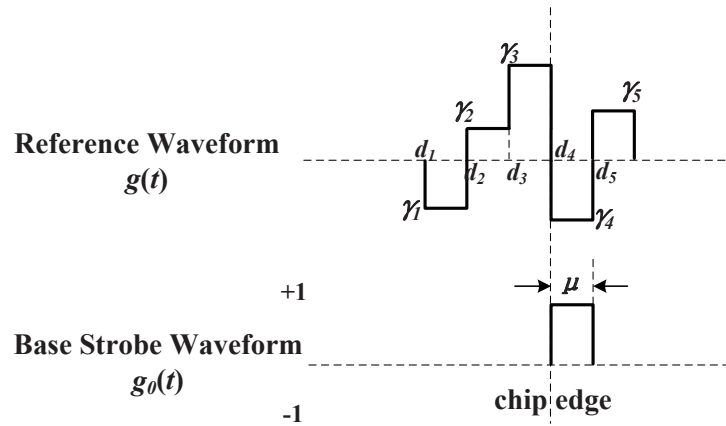 γ3
γ2
γ5
Reference Waveform
g(t)
d1
d2
d3
d4
d5
γ1
γ4
μ
+1
Base Strobe Waveform
g0(t)
-1
chip edge